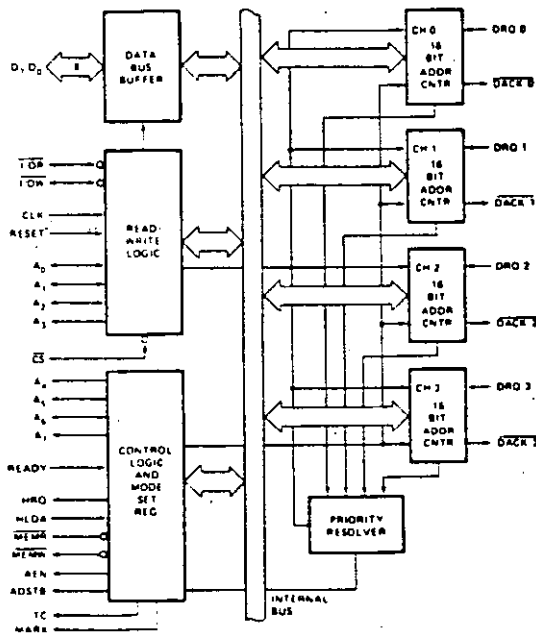 D7 D0
8
DATA
BUS
BUFFER
I/OR
I/OW
CLK
RESET
A0
A1
A2
A3
CS
READ-
WRITE
LOGIC
A4
A5
A6
A7
READY
HRQ
HLDA
MEMR
MEMW
AEN
ADSTB
TC
MARK
CONTROL
LOGIC
AND
MODE
SET
REG
INTERNAL
BUS
CH 0
16
BIT
ADDR
CNTR
DRQ 0
DACK 0
CH 1
16
BIT
ADDR
CNTR
DRQ 1
DACK 1
CH 2
16
BIT
ADDR
CNTR
DRQ 2
DACK 2
CH 3
16
BIT
ADDR
CNTR
DRQ 3
DACK 3
PRIORITY
RESOLVER